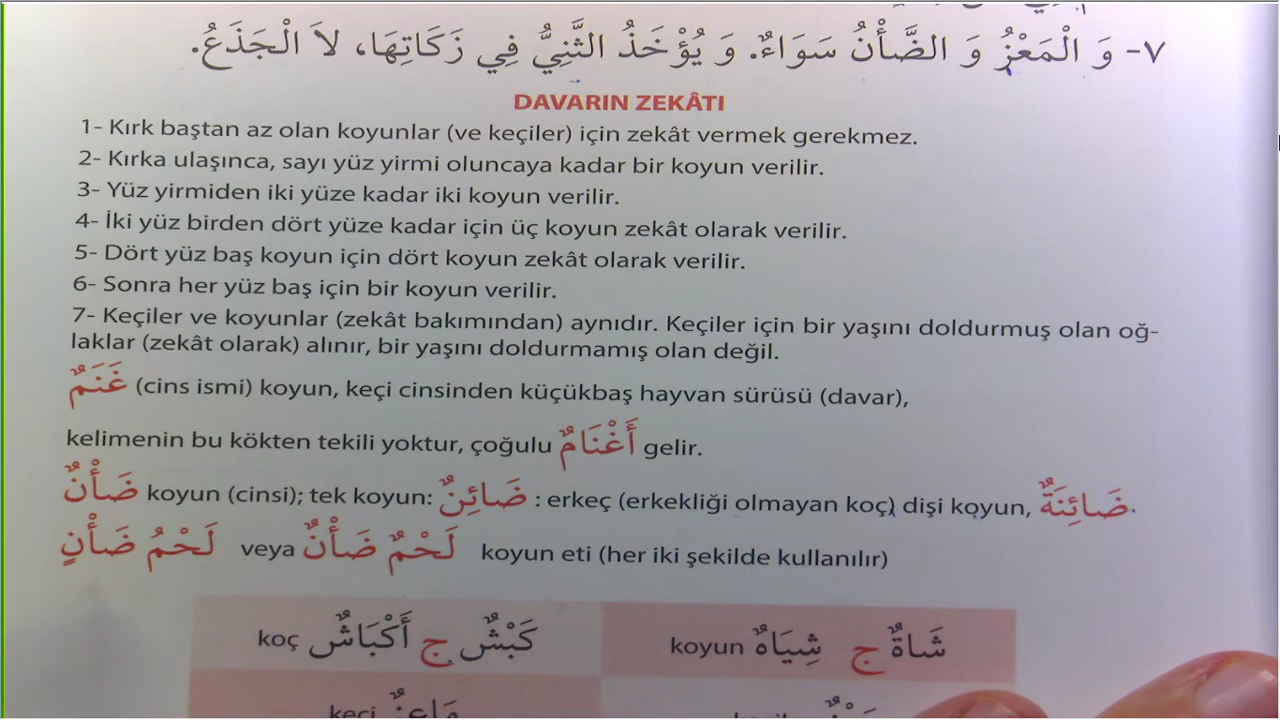 ٧- وَ الْمَعْزُ وَ الضَّأْنُ سَوَاءٌ. وَ يُؤْخَذُ الثَّنِيُّ فِي زَكَاتِهَا، لاَ الْجَذَعُ.
DAVARIN ZEKÂTI
1- Kırk baştan az olan koyunlar (ve keçiler) için zekât vermek gerekmez.
2- Kırka ulaşınca, sayı yüz yirmi oluncaya kadar bir koyun verilir.
3- Yüz yirmiden iki yüze kadar iki koyun verilir.
4- İki yüz birden dört yüze kadar için üç koyun zekât olarak verilir.
5- Dört yüz baş koyun için dört koyun zekât olarak verilir.
6- Sonra her yüz baş için bir koyun verilir.
7- Keçiler ve koyunlar (zekât bakımından) aynıdır. Keçiler için bir yaşını doldurmuş olan oğ-
laklar (zekât olarak) alınır, bir yaşını doldurmamış olan değil.
غَنَمٌ (cins ismi) koyun, keçi cinsinden küçükbaş hayvan sürüsü (davar),
kelimenin bu kökten tekili yoktur, çoğulu أَغْنَامٌ gelir.
ضَأْنٌ koyun (cinsi); tek koyun: ضَائِنٌ : erkeç (erkekliği olmayan koç) dişi koyun, ضَائِنَةٌ.
لَحْمُ ضَأْنٍ veya لَحْمٌ ضَأْنٌ koyun eti (her iki şekilde kullanılır)
koç كَبْشٌ ج أَكْبَاشٌ koyun شَاةٌ ج شِيَاهٌ
keçi مَاعِزٌ